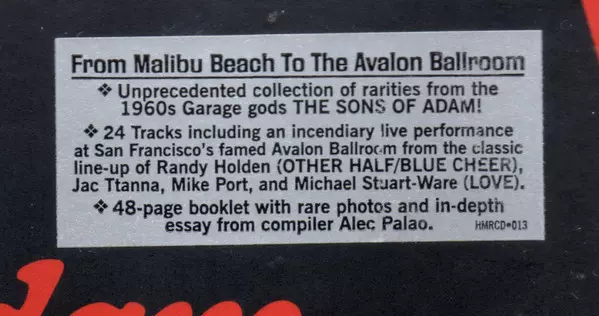 From Malibu Beach To The Avalon Ballroom
❖ Unprecedented collection of rarities from the
1960s Garage gods THE SONS OF ADAM!
❖ 24 Tracks including an incendiary live performance
at San Francisco's famed Avalon Ballroom from the classic
line-up of Randy Holden (OTHER HALF/BLUE CHEER),
Jac Ttanna, Mike Port, and Michael Stuart-Ware (LOVE).
❖ 48-page booklet with rare photos and in-depth
essay from compiler Alec Palao.
HMRCD•013